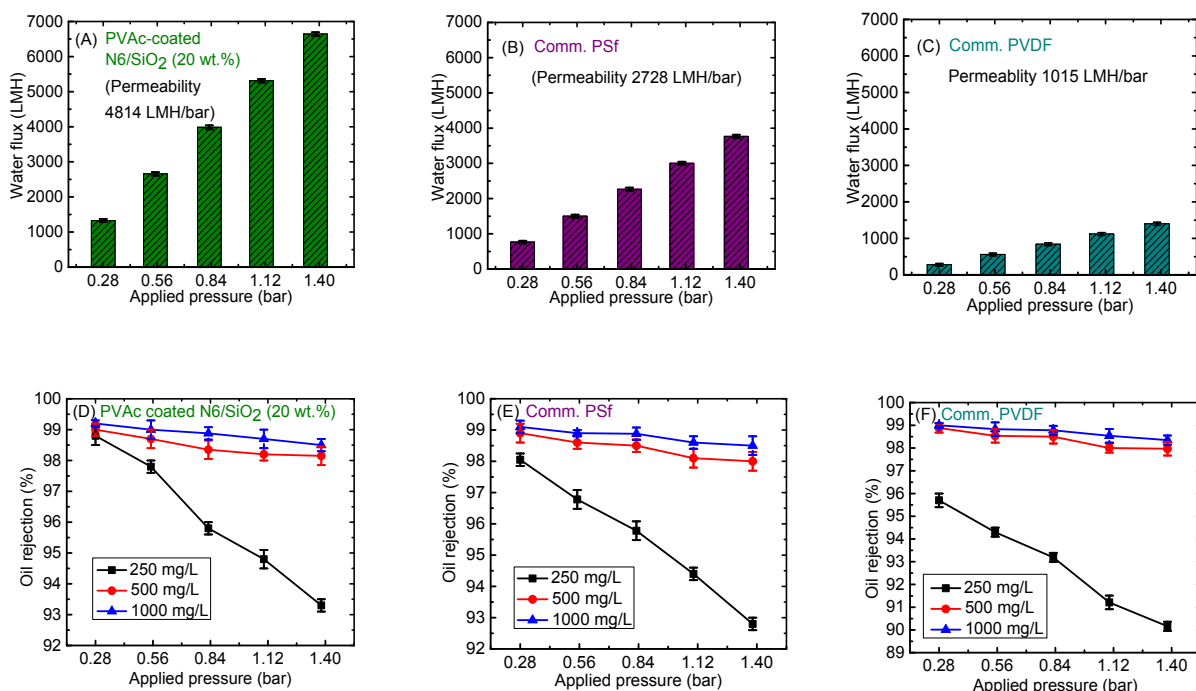 (A) PVAc-coated
N6/SiO2 (20 wt.%)
(Permeability
4814 LMH/bar)
Water flux (LMH)
7000
6000
5000
4000
3000
2000
1000
0
0.28 0.56 0.84 1.12 1.40
Applied pressure (bar)
(B) Comm. PSf
(Permeability 2728 LMH/bar)
Water flux (LMH)
7000
6000
5000
4000
3000
2000
1000
0
0.28 0.56 0.84 1.12 1.40
Applied pressure (bar)
(C) Comm. PVDF
Permeablity 1015 LMH/bar
Water flux (LMH)
7000
6000
5000
4000
3000
2000
1000
0
0.28 0.56 0.84 1.12 1.40
Applied pressure (bar)
(D) PVAc coated N6/SiO2 (20 wt.%)
Oil rejection (%)
100
99
98
97
96
95
94
93
92
250 mg/L
500 mg/L
1000 mg/L
0.28 0.56 0.84 1.12 1.40
Applied pressure (bar)
(E) Comm. PSf
Oil rejection (%)
100
99
98
97
96
95
94
93
92
250 mg/L
500 mg/L
1000 mg/L
0.28 0.56 0.84 1.12 1.40
Applied pressure (bar)
(F) Comm. PVDF
Oil rejection (%)
100
99
98
96
95
94
93
92
91
90
89
250 mg/L
500 mg/L
1000 mg/L
0.28 0.56 0.84 1.12 1.40
Applied pressure (bar)